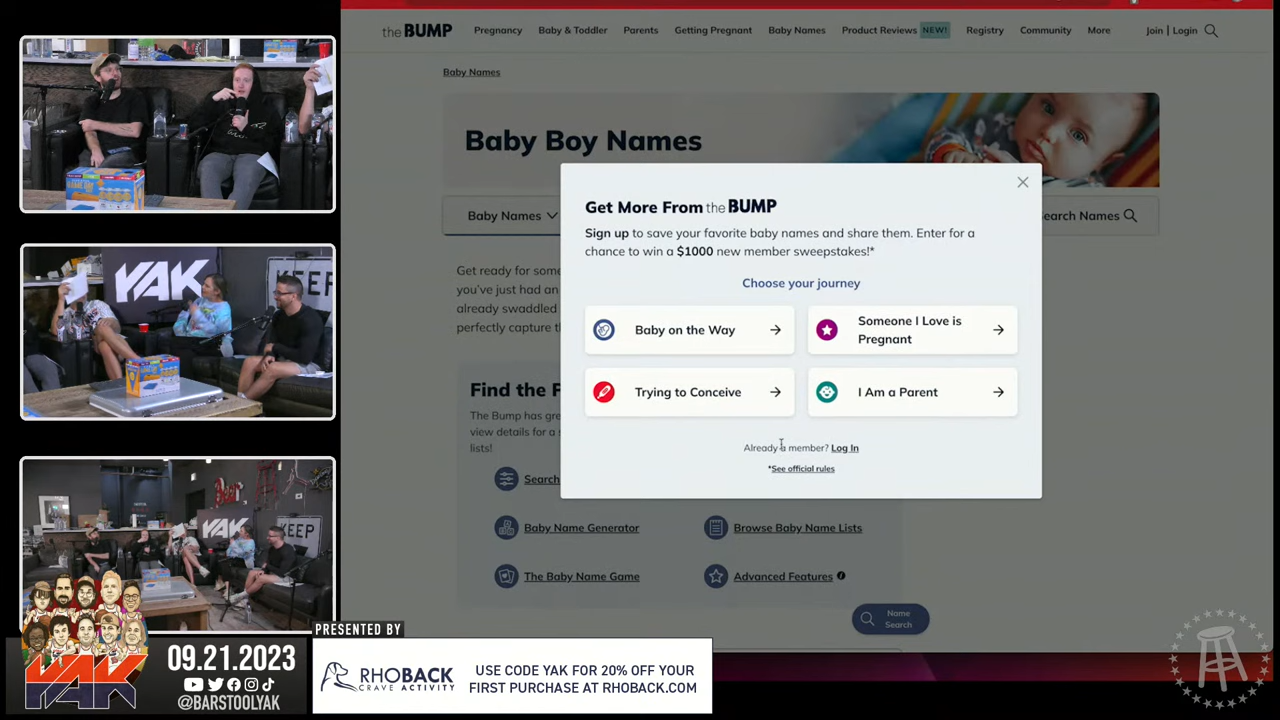 the BUMP
Pregnancy
Baby & Toddler
Parents
Getting Pregnant
Baby Names
Product Reviews NEW!
Registry
Community
More
Join | Login
Baby Names
Baby Boy Names
Baby Names
Search Names
Get ready for some
you've just had an
already swaddled
perfectly capture th
Get More From the BUMP
Sign up to save your favorite baby names and share them. Enter for a
chance to win a $1000 new member sweepstakes!*
Choose your journey
Baby on the Way
Someone I Love is
Pregnant
Trying to Conceive
I Am a Parent
Already a member? Log In
*See official rules
Find the P
The Bump has gre
view details for a s
lists!
Search
Baby Name Generator
Browse Baby Name Lists
The Baby Name Game
Advanced Features
Name
Search
YAK
KEEP
Beer
YAK
KEEP
YAK
09.21.2023
@BARSTOOLYAK
PRESENTED BY
RHOBACK
CRAVE ACTIVITY
USE CODE YAK FOR 20% OFF YOUR
FIRST PURCHASE AT RHOBACK.COM